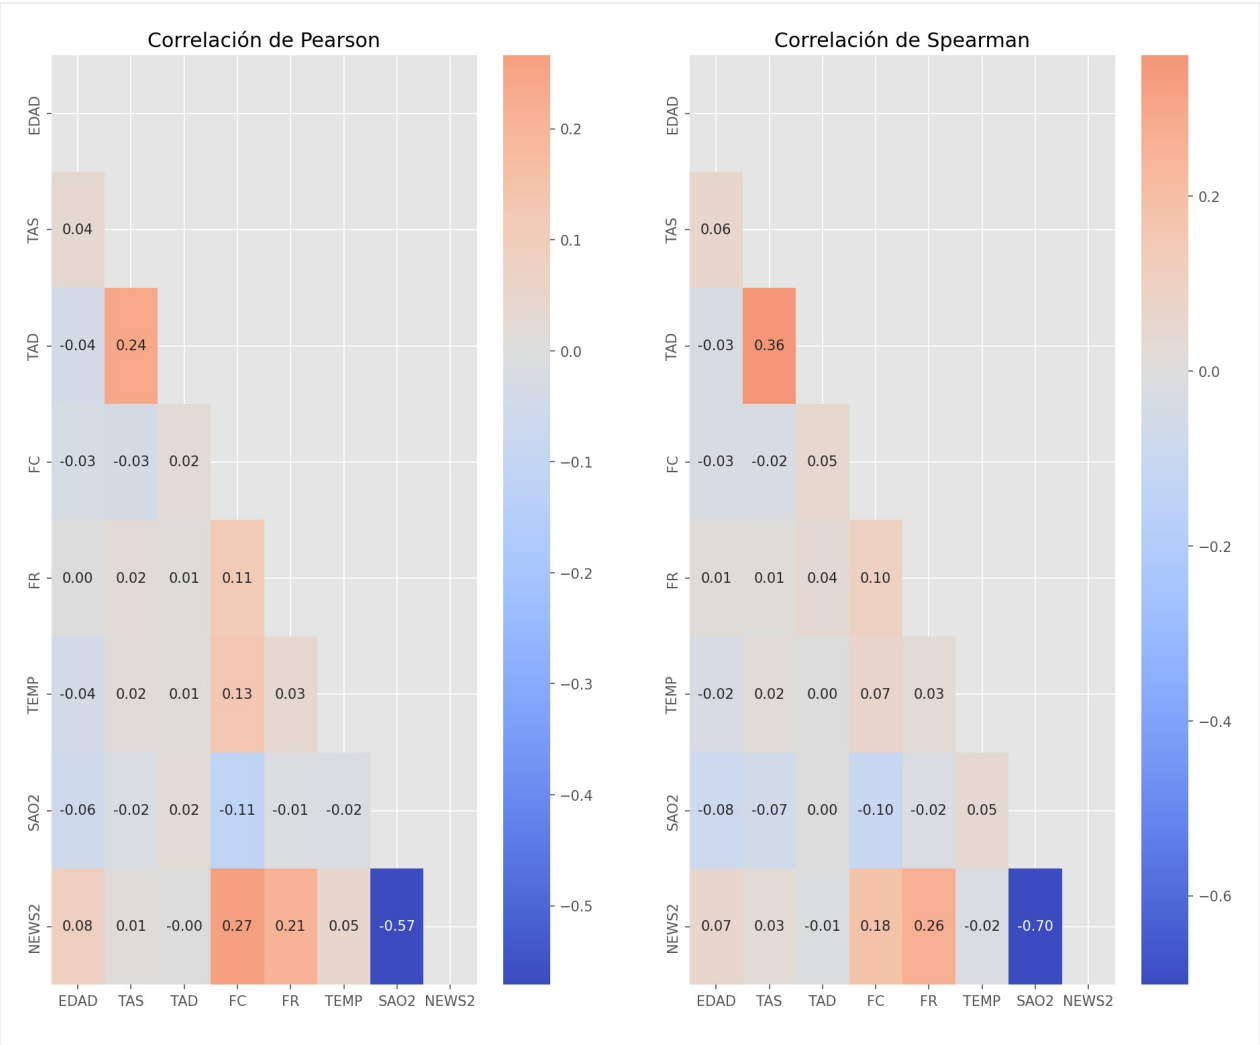 Correlación de Pearson
EDAD
TAS 0.04
TAD -0.04 0.24
FC -0.03 -0.03 0.02
FR 0.00 0.02 0.01 0.11
TEMP -0.04 0.02 0.01 0.13 0.03
SAO2 -0.06 -0.02 0.02 -0.11 -0.01 -0.02
NEWS2 0.08 0.01 -0.00 0.27 0.21 0.05 -0.57
EDAD TAS TAD FC FR TEMP SAO2 NEWS2
0.2
0.1
0.0
−0.1
−0.2
−0.3
−0.4
−0.5
Correlación de Spearman
EDAD
TAS 0.06
TAD -0.03 0.36
FC -0.03 -0.02 0.05
FR 0.01 0.01 0.04 0.10
TEMP -0.02 0.02 0.00 0.07 0.03
SAO2 -0.08 -0.07 0.00 -0.10 -0.02 0.05
NEWS2 0.07 0.03 -0.01 0.18 0.26 -0.02 -0.70
EDAD TAS TAD FC FR TEMP SAO2 NEWS2
0.2
0.0
−0.2
−0.4
−0.6